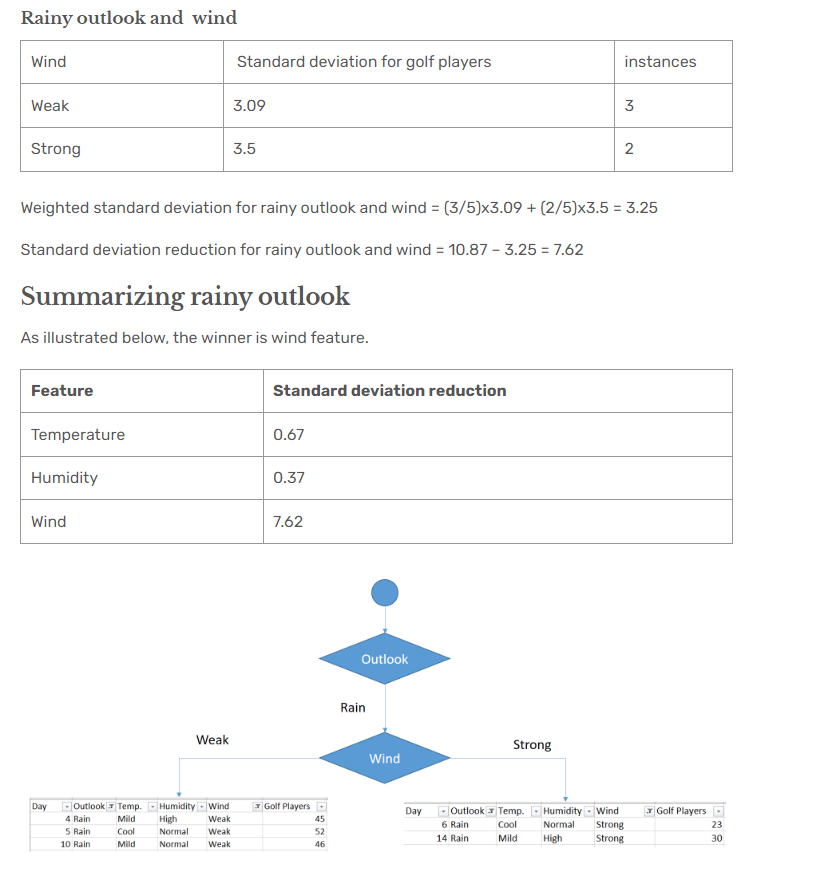 Rainy outlook and wind
Wind Standard deviation for golf players instances
Weak 3.09 3
Strong 3.5 2
Weighted standard deviation for rainy outlook and wind = (3/5)x3.09 + (2/5)x3.5 = 3.25
Standard deviation reduction for rainy outlook and wind = 10.87 – 3.25 = 7.62
Summarizing rainy outlook
As illustrated below, the winner is wind feature.
Feature Standard deviation reduction
Temperature 0.67
Humidity 0.37
Wind 7.62
Outlook
Rain
Weak
Strong
Wind
Day Outlook Temp. Humidity Wind Golf Players
4 Rain Mild High Weak 45
5 Rain Cool Normal Weak 52
10 Rain Mild Normal Weak 46
Day Outlook Temp. Humidity Wind Golf Players
6 Rain Cool Normal Strong 23
14 Rain Mild High Strong 30